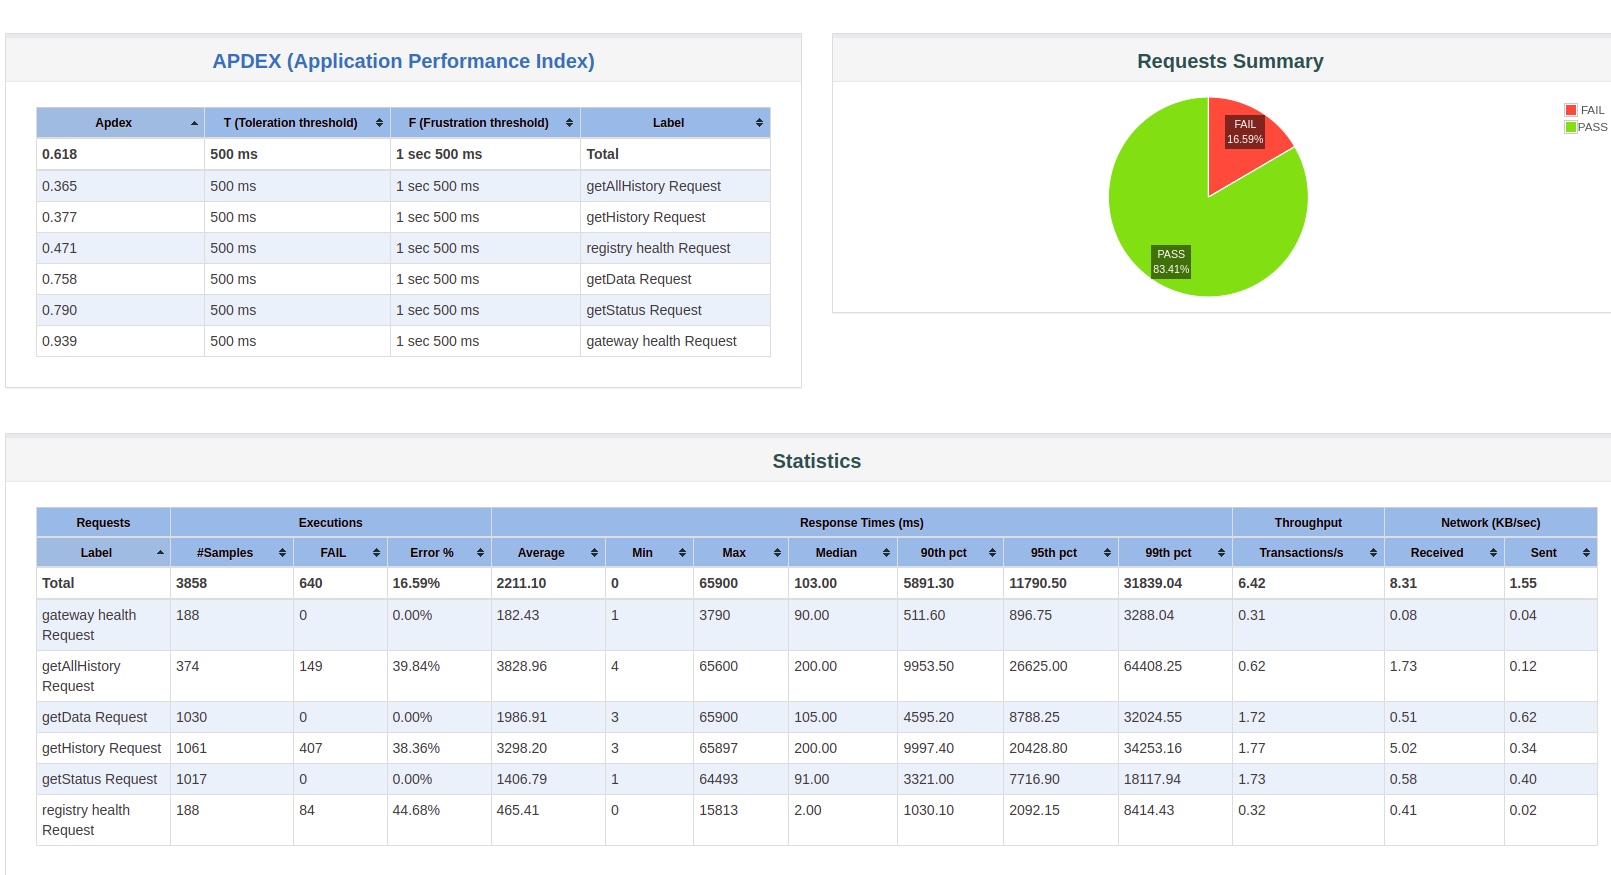 APDEX (Application Performance Index)
Apdex T (Toleration threshold) F (Frustration threshold) Label
0.618 500 ms 1 sec 500 ms Total
0.365 500 ms 1 sec 500 ms getAllHistory Request
0.377 500 ms 1 sec 500 ms getHistory Request
0.471 500 ms 1 sec 500 ms registry health Request
0.758 500 ms 1 sec 500 ms getData Request
0.790 500 ms 1 sec 500 ms getStatus Request
0.939 500 ms 1 sec 500 ms gateway health Request
Requests Summary
FAIL
16.59%
PASS
83.41%
FAIL
PASS
Statistics
Requests Executions Response Times (ms) Throughput Network (KB/sec)
Label #Samples FAIL Error % Average Min Max Median 90th pct 95th pct 99th pct Transactions/s Received Sent
Total 3858 640 16.59% 2211.10 0 65900 103.00 5891.30 11790.50 31839.04 6.42 8.31 1.55
gateway health 188 0 0.00% 182.43 1 3790 90.00 511.60 896.75 3288.04 0.31 0.08 0.04
Request
getAllHistory 374 149 39.84% 3828.96 4 65600 200.00 9953.50 26625.00 64408.25 0.62 1.73 0.12
Request
getData Request 1030 0 0.00% 1986.91 3 65900 105.00 4595.20 8788.25 32024.55 1.72 0.51 0.62
getHistory Request 1061 407 38.36% 3298.20 3 65897 200.00 9997.40 20428.80 34253.16 1.77 5.02 0.34
getStatus Request 1017 0 0.00% 1406.79 1 64493 91.00 3321.00 7716.90 18117.94 1.73 0.58 0.40
registry health 188 84 44.68% 465.41 0 15813 2.00 1030.10 2092.15 8414.43 0.32 0.41 0.02
Request